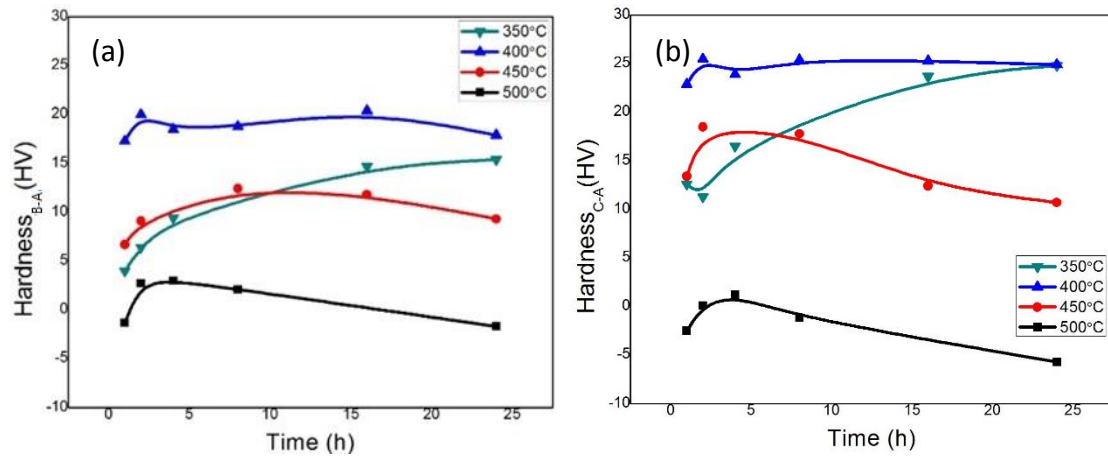 (a)
350°C
400°C
450°C
500°C
30
25
20
15
10
5
0
-5
-10
0 5 10 15 20 25
Hardness_B-A,(HV)
Time (h)
(b)
350°C
400°C
450°C
500°C
30
25
20
15
10
5
0
-5
-10
0 5 10 15 20 25
Hardness_C-A(HV)
Time (h)